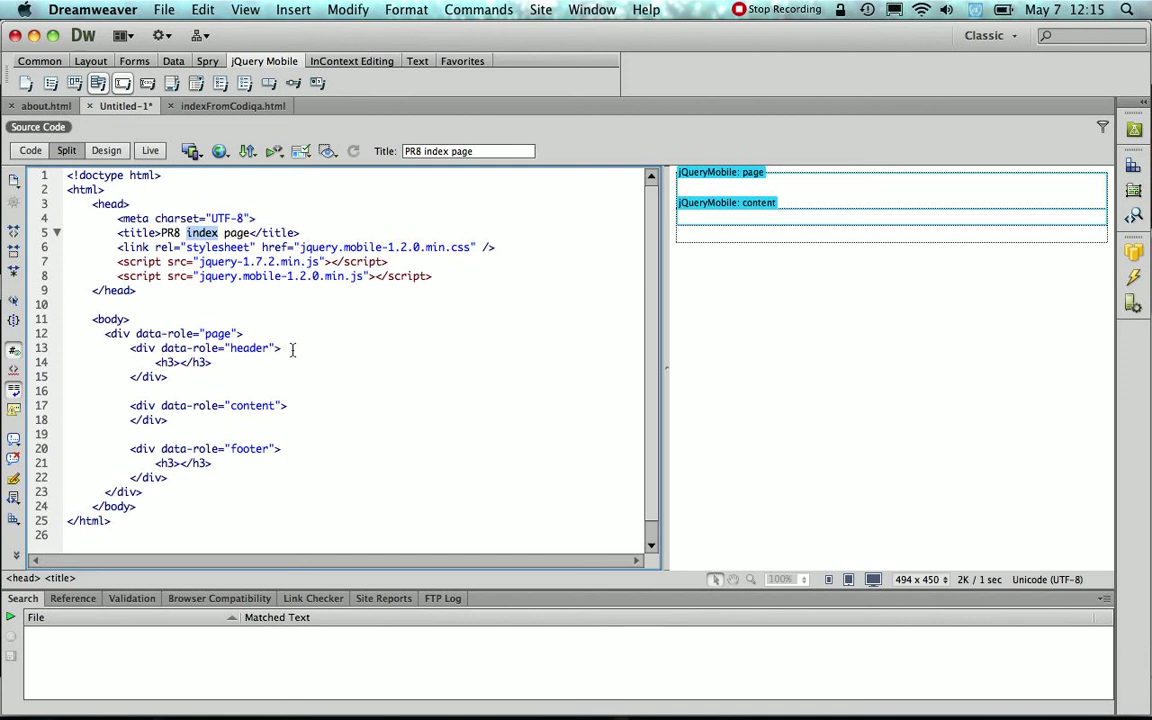 Dreamweaver File Edit View Insert Modify Format Commands Site Window Help Stop Recording May 7 12:15
Dw Classic
Common Layout Forms Data Spry jQuery Mobile InContext Editing Text Favorites
× about.html × Untitled-1* × indexFromCodiqa.html
Source Code
Code Split Design Live Title: PR8 index page
1 <!doctype html>
2 <html>
3 <head>
4 <meta charset="UTF-8">
5 <title>PR8 index page</title>
6 <link rel="stylesheet" href="jquery.mobile-1.2.0.min.css" />
7 <script src="jquery-1.7.2.min.js"></script>
8 <script src="jquery.mobile-1.2.0.min.js"></script>
9 </head>
10
11 <body>
12 <div data-role="page">
13 <div data-role="header">
14 <h3></h3>
15 </div>
16
17 <div data-role="content">
18 </div>
19
20 <div data-role="footer">
21 <h3></h3>
22 </div>
23 </div>
24 </body>
25 </html>
26
jQueryMobile: page
jQueryMobile: content
<head> <title> 100% 494 x 450 2K / 1 sec Unicode (UTF-8)
Search Reference Validation Browser Compatibility Link Checker Site Reports FTP Log
File Matched Text